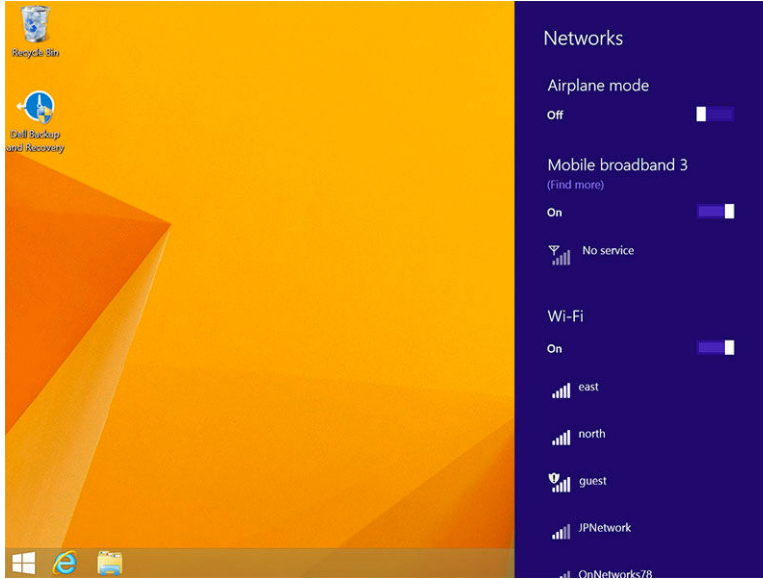 Recycle Bin
Dell Backup
and Recovery
Networks
Airplane mode
Off
Mobile broadband 3
(Find more)
On
No service
Wi-Fi
On
east
north
guest
JPNetwork
OnNetworks78